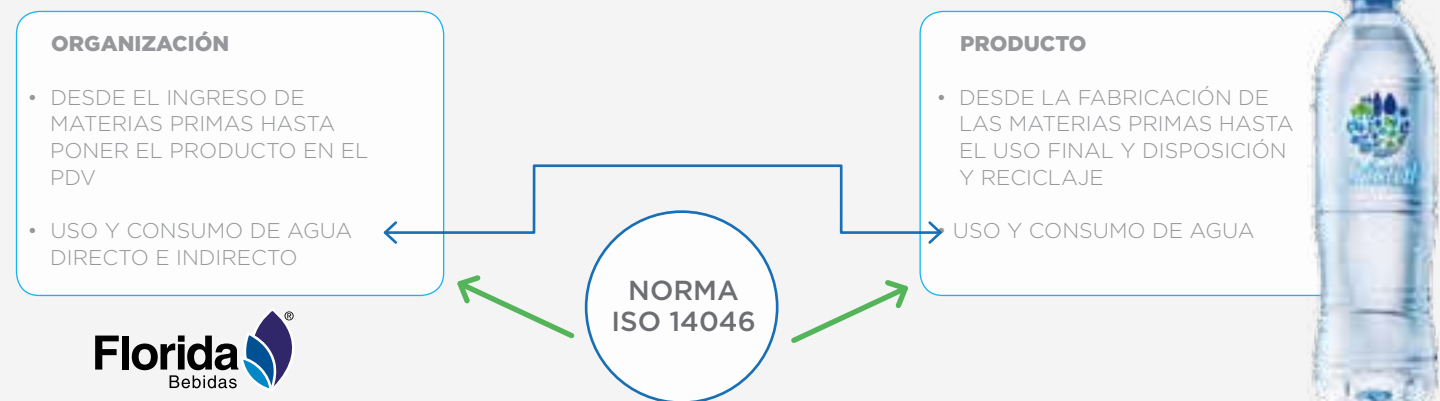 ORGANIZACIÓN
• DESDE EL INGRESO DE
MATERIAS PRIMAS HASTA
PONER EL PRODUCTO EN EL
PDV
• USO Y CONSUMO DE AGUA
DIRECTO E INDIRECTO
Florida
Bebidas
®
NORMA
ISO 14046
PRODUCTO
• DESDE LA FABRICACIÓN DE
LAS MATERIAS PRIMAS HASTA
EL USO FINAL Y DISPOSICIÓN
Y RECICLAJE
• USO Y CONSUMO DE AGUA